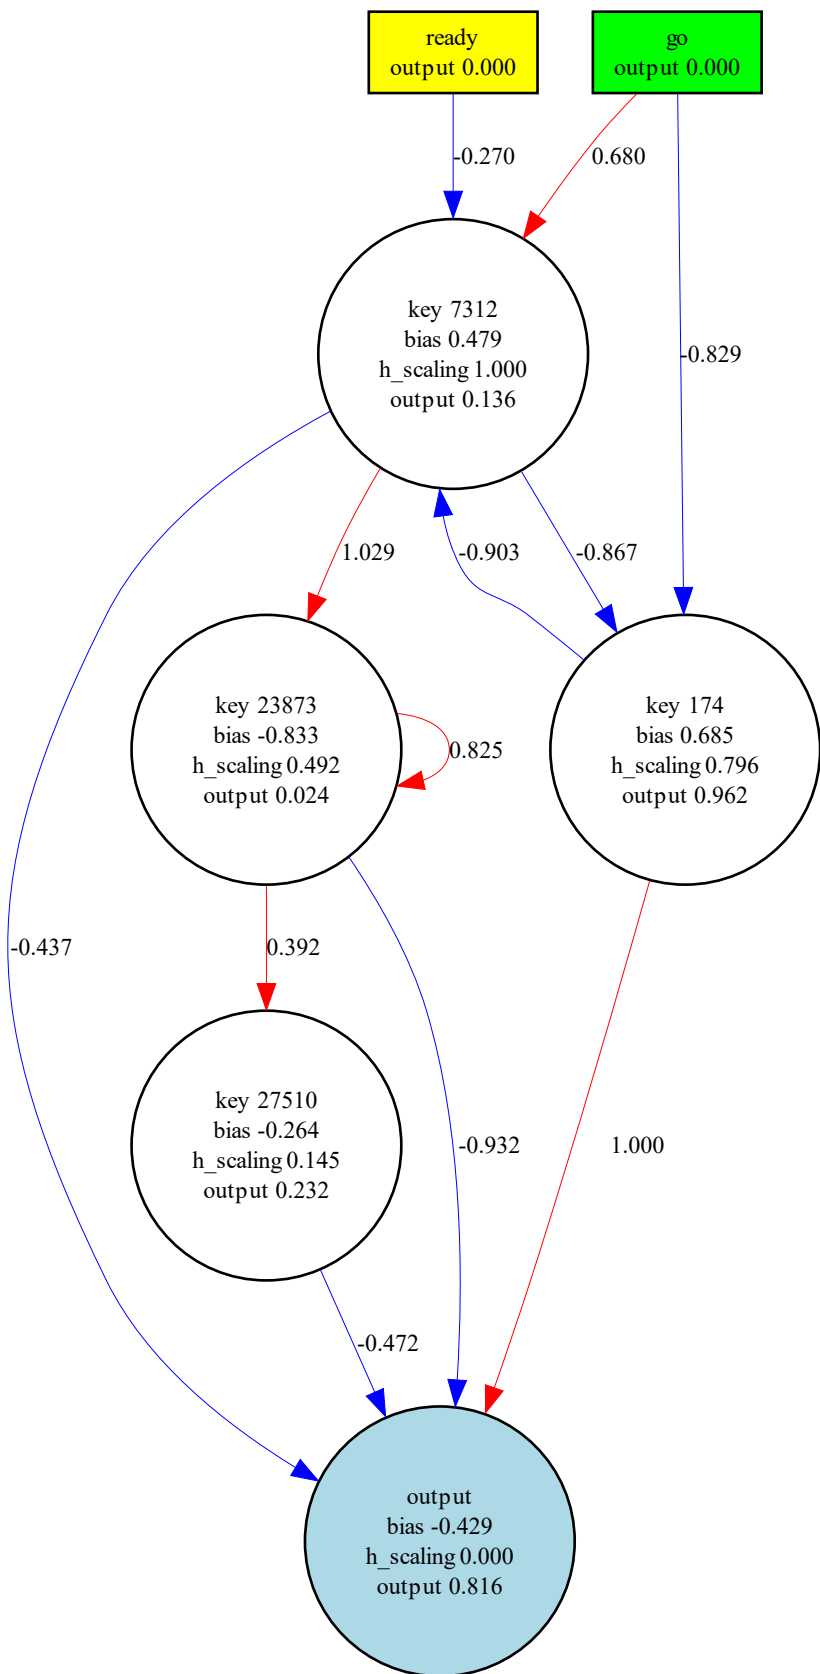 ready
output 0.000
go
output 0.000
-0.270
0.680
key 7312
bias 0.479
h_scaling 1.000
output 0.136
-0.829
1.029
-0.903
-0.867
key 23873
bias -0.833
h_scaling 0.492
output 0.024
0.825
key 174
bias 0.685
h_scaling 0.796
output 0.962
-0.437
0.392
key 27510
bias -0.264
h_scaling 0.145
output 0.232
-0.932
1.000
-0.472
output
bias -0.429
h_scaling 0.000
output 0.816